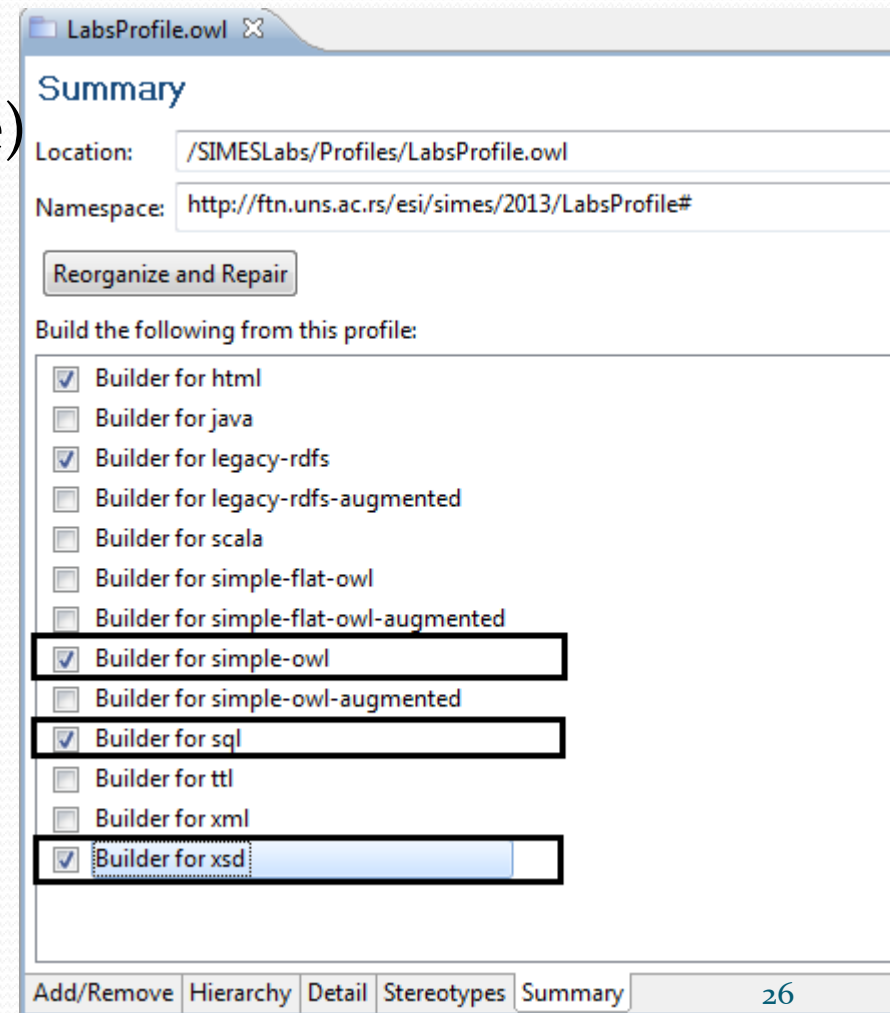 LabsProfile.owl
Summary
e)
Location: /SIMESLabs/Profiles/LabsProfile.owl
Namespace: http://ftn.uns.ac.rs/esi/simes/2013/LabsProfile#
Reorganize and Repair
Build the following from this profile:
Builder for html
Builder for java
Builder for legacy-rdfs
Builder for legacy-rdfs-augmented
Builder for scala
Builder for simple-flat-owl
Builder for simple-flat-owl-augmented
Builder for simple-owl
Builder for simple-owl-augmented
Builder for sql
Builder for ttl
Builder for xml
Builder for xsd
Add/Remove Hierarchy Detail Stereotypes Summary 26